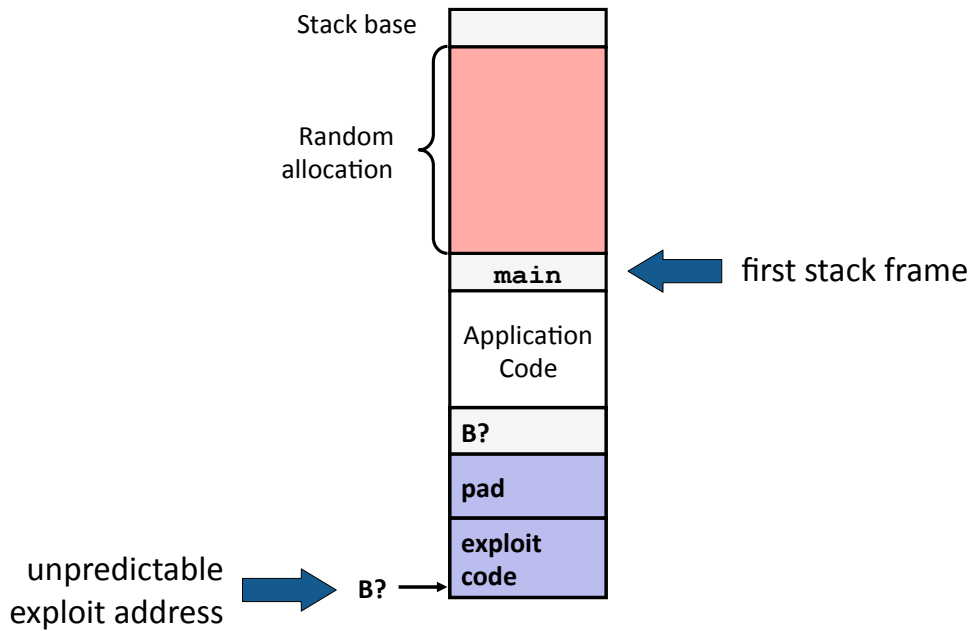 Stack base
Random
allocation
main
first stack frame
Application
Code
B?
pad
exploit
code
unpredictable
exploit address
B?